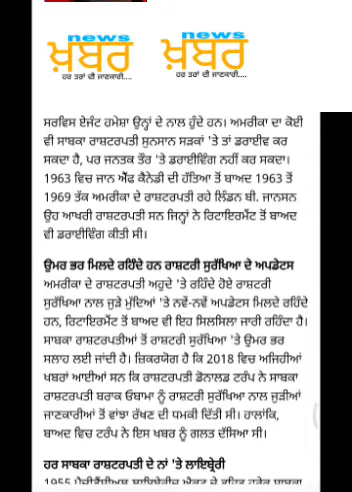 news
ਖ਼ਬਰ
ਹਰ ਤਰਾਂ ਦੀ ਜਾਣਕਾਰੀ....
news
ਖ਼ਬਰ
ਹਰ ਤਰਾਂ ਦੀ ਜਾਣਕਾਰੀ....
ਸਰਵਿਸ ਏਜੰਟ ਹਮੇਸ਼ਾ ਉਨ੍ਹਾਂ ਦੇ ਨਾਲ ਹੁੰਦੇ ਹਨ। ਅਮਰੀਕਾ ਦਾ ਕੋਈ
ਵੀ ਸਾਬਕਾ ਰਾਸ਼ਟਰਪਤੀ ਸੁਨਸਾਨ ਸੜਕਾਂ 'ਤੇ ਤਾਂ ਡਰਾਈਵ ਕਰ
ਸਕਦਾ ਹੈ, ਪਰ ਜਨਤਕ ਤੌਰ 'ਤੇ ਡਰਾਈਵਿੰਗ ਨਹੀਂ ਕਰ ਸਕਦਾ।
1963 ਵਿਚ ਜਾਨ ਐੱਫ ਕੈਨੇਡੀ ਦੀ ਹੱਤਿਆ ਤੋਂ ਬਾਅਦ 1963 ਤੋਂ
1969 ਤੱਕ ਅਮਰੀਕਾ ਦੇ ਰਾਸ਼ਟਰਪਤੀ ਰਹੇ ਲਿੰਡਨ ਬੀ. ਜਾਨਸਨ
ਉਹ ਆਖਰੀ ਰਾਸ਼ਟਰਪਤੀ ਸਨ ਜਿਨ੍ਹਾਂ ਨੇ ਰਿਟਾਇਰਮੈਂਟ ਤੋਂ ਬਾਅਦ
ਵੀ ਡਰਾਈਵਿੰਗ ਕੀਤੀ ਸੀ।
ਉਮਰ ਭਰ ਮਿਲਦੇ ਰਹਿੰਦੇ ਹਨ ਰਾਸ਼ਟਰੀ ਸੁਰੱਖਿਆ ਦੇ ਅਪਡੇਟਸ
ਅਮਰੀਕਾ ਦੇ ਰਾਸ਼ਟਰਪਤੀ ਅਹੁਦੇ 'ਤੇ ਰਹਿੰਦੇ ਹੋਏ ਰਾਸ਼ਟਰੀ
ਸੁਰੱਖਿਆ ਨਾਲ ਜੁੜੇ ਮੁੱਦਿਆਂ 'ਤੇ ਨਵੇਂ-ਨਵੇਂ ਅਪਡੇਟਸ ਮਿਲਦੇ ਰਹਿੰਦੇ
ਹਨ, ਰਿਟਾਇਰਮੈਂਟ ਤੋਂ ਬਾਅਦ ਵੀ ਇਹ ਸਿਲਸਿਲਾ ਜਾਰੀ ਰਹਿੰਦਾ ਹੈ।
ਸਾਬਕਾ ਰਾਸ਼ਟਰਪਤੀਆਂ ਤੋਂ ਰਾਸ਼ਟਰੀ ਸੁਰੱਖਿਆ 'ਤੇ ਉਮਰ ਭਰ
ਸਲਾਹ ਲਈ ਜਾਂਦੀ ਹੈ। ਜ਼ਿਕਰਯੋਗ ਹੈ ਕਿ 2018 ਵਿਚ ਅਜਿਹੀਆਂ
ਖਬਰਾਂ ਆਈਆਂ ਸਨ ਕਿ ਰਾਸ਼ਟਰਪਤੀ ਡੋਨਾਲਡ ਟਰੰਪ ਨੇ ਸਾਬਕਾ
ਰਾਸ਼ਟਰਪਤੀ ਬਰਾਕ ਓਬਾਮਾ ਨੂੰ ਰਾਸ਼ਟਰੀ ਸੁਰੱਖਿਆ ਨਾਲ ਜੁੜੀਆਂ
ਜਾਣਕਾਰੀਆਂ ਤੋਂ ਵਾਂਝਾ ਰੱਖਣ ਦੀ ਧਮਕੀ ਦਿੱਤੀ ਸੀ। ਹਾਲਾਂਕਿ,
ਬਾਅਦ ਵਿਚ ਟਰੰਪ ਨੇ ਇਸ ਖਬਰ ਨੂੰ ਗਲਤ ਦੱਸਿਆ ਸੀ।
ਹਰ ਸਾਬਕਾ ਰਾਸ਼ਟਰਪਤੀ ਦੇ ਨਾਂ 'ਤੇ ਲਾਇਬ੍ਰੇਰੀ
1955